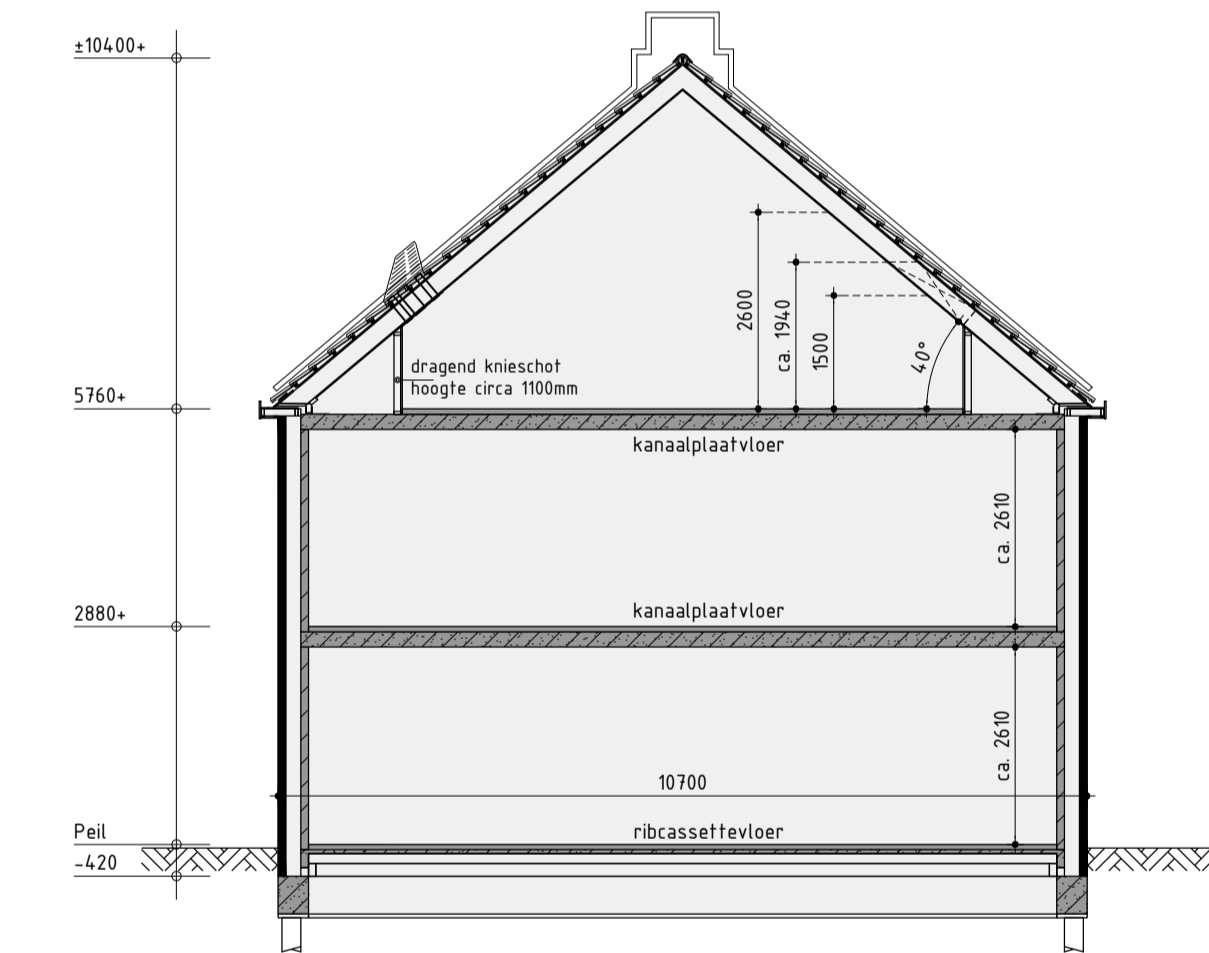 ±10400+
2600
ca. 1940
1500
40°
dragend knieschot
hoogte circa 1100mm
5760+
kanaalplaatvloer
ca. 2610
2880+
kanaalplaatvloer
ca. 2610
10700
Peil
ribcassettevloer
-420